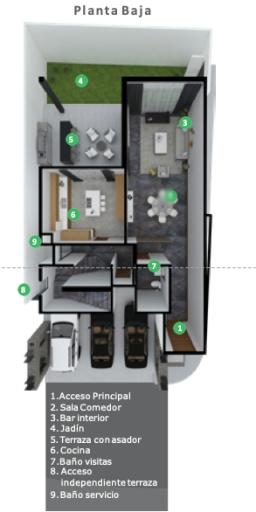 Planta Baja
4
3
5
6
9
7
8
1
1.Acceso Principal
2. Sala Comedor
3.Bar interior
4. Jadín
5.Terraza con asador
6. Cocina
7.Baño visitas
8. Acceso
independiente terraza
9.Baño servicio